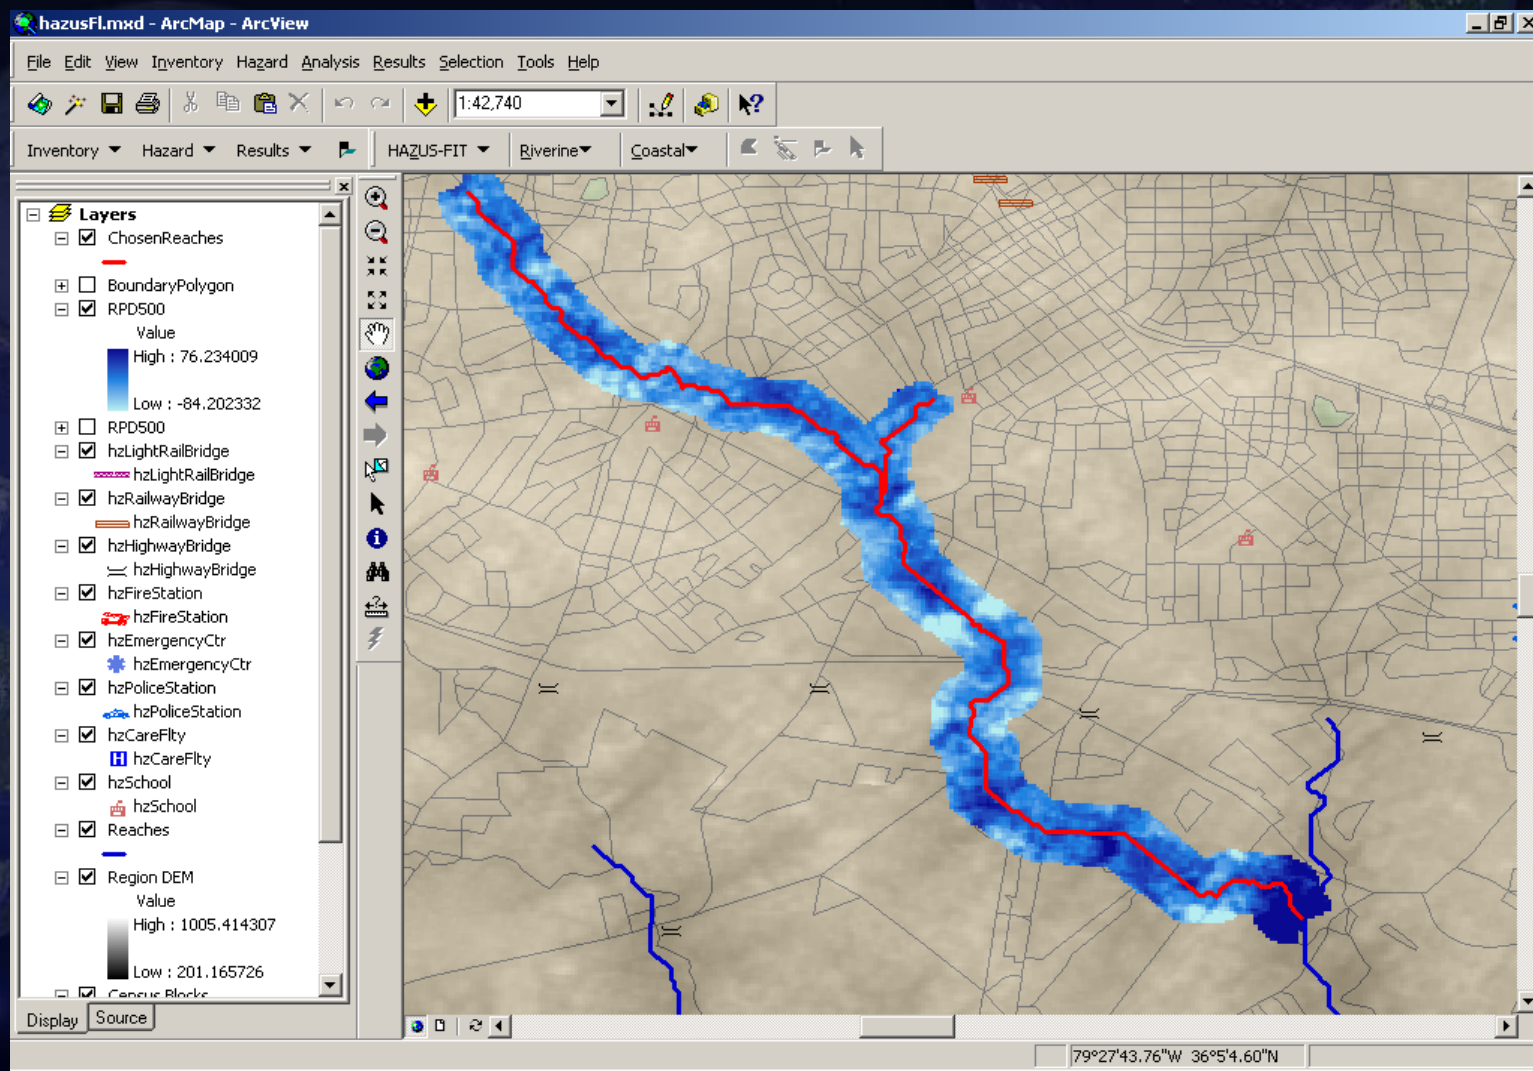 hazusFl.mxd - ArcMap - ArcView
File Edit View Inventory Hazard Analysis Results Selection Tools Help
1:42,740
Inventory Hazard Results HAZUS-FIT Riverine Coastal
Layers
ChosenReaches
BoundaryPolygon
RPD500
Value
High : 76.234009
Low : -84.202332
RPD500
hzLightRailBridge
hzLightRailBridge
hzRailwayBridge
hzRailwayBridge
hzHighwayBridge
hzHighwayBridge
hzFireStation
hzFireStation
hzEmergencyCtr
hzEmergencyCtr
hzPoliceStation
hzPoliceStation
hzCareFlty
H hzCareFlty
hzSchool
hzSchool
Reaches
Region DEM
Value
High : 1005.414307
Low : 201.165726
Census Blocks
Display Source
79°27'43.76"W 36°5'4.60"N